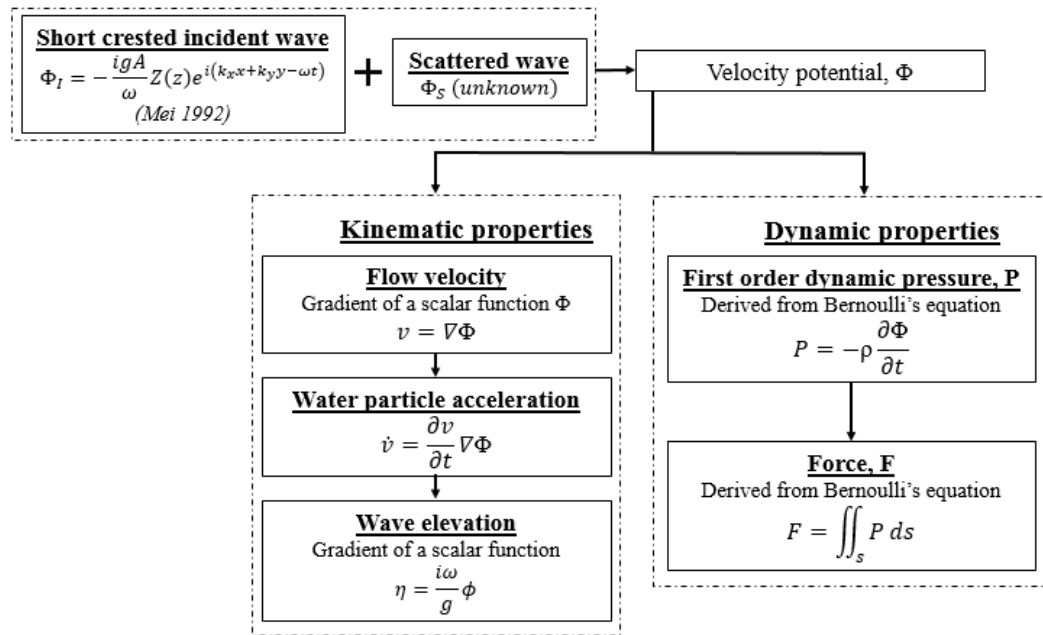 Short crested incident wave
Φ_I = −(igA/ω) Z(z)e^{i(k_x x+k_y y−ωt)}
(Mei 1992)
+
Scattered wave
Φ_S (unknown)
Velocity potential, Φ
Kinematic properties
Flow velocity
Gradient of a scalar function Φ
v = ∇Φ
Water particle acceleration
v̇ = (∂v/∂t) ∇Φ
Wave elevation
Gradient of a scalar function
η = (iω/g) ϕ
Dynamic properties
First order dynamic pressure, P
Derived from Bernoulli’s equation
P = −ρ (∂Φ/∂t)
Force, F
Derived from Bernoulli’s equation
F = ∬_s P ds